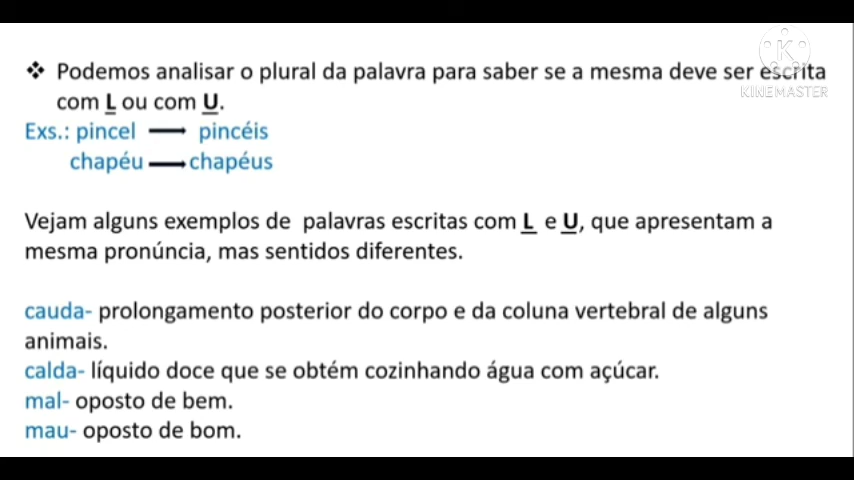 ❖ Podemos analisar o plural da palavra para saber se a mesma deve ser escrita
com L ou com U.
Exs.: pincel → pincéis
chapéu → chapéus
Vejam alguns exemplos de palavras escritas com L e U, que apresentam a
mesma pronúncia, mas sentidos diferentes.
cauda- prolongamento posterior do corpo e da coluna vertebral de alguns
animais.
calda- líquido doce que se obtém cozinhando água com açúcar.
mal- oposto de bem.
mau- oposto de bom.
K
KINEMASTER